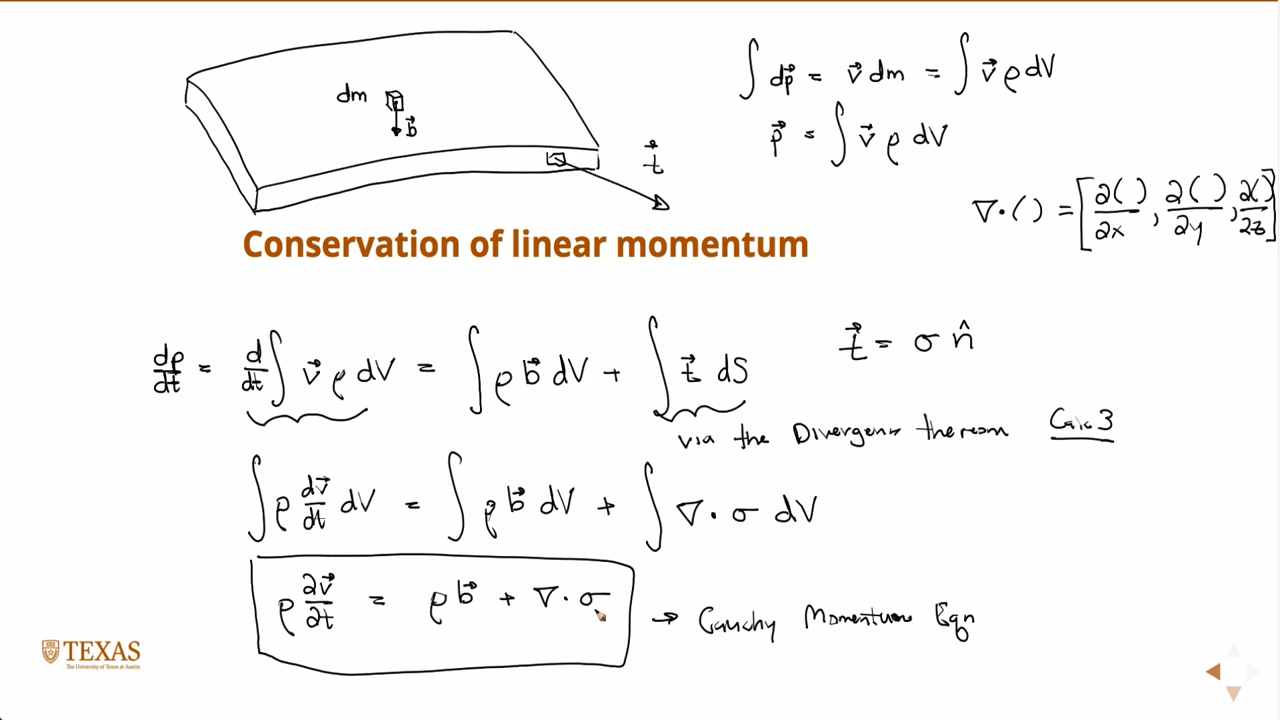 dm
b⃗
t⃗
∫ dp⃗ = v⃗ dm = ∫ v⃗ ρ dV
p⃗ = ∫ v⃗ ρ dV
∇·( ) = [∂( )/∂x, ∂( )/∂y, ∂( )/∂z]
Conservation of linear momentum
t⃗ = σ n̂
dp/dt = d/dt ∫ v⃗ ρ dV = ∫ ρ b⃗ dV + ∫ t⃗ dS
via the Divergence theorem Calc 3
∫ ρ dv⃗/dt dV = ∫ ρ b⃗ dV + ∫ ∇·σ dV
ρ ∂v⃗/∂t = ρ b⃗ + ∇·σ → Cauchy Momentum Eqn
TEXAS
The University of Texas at Austin